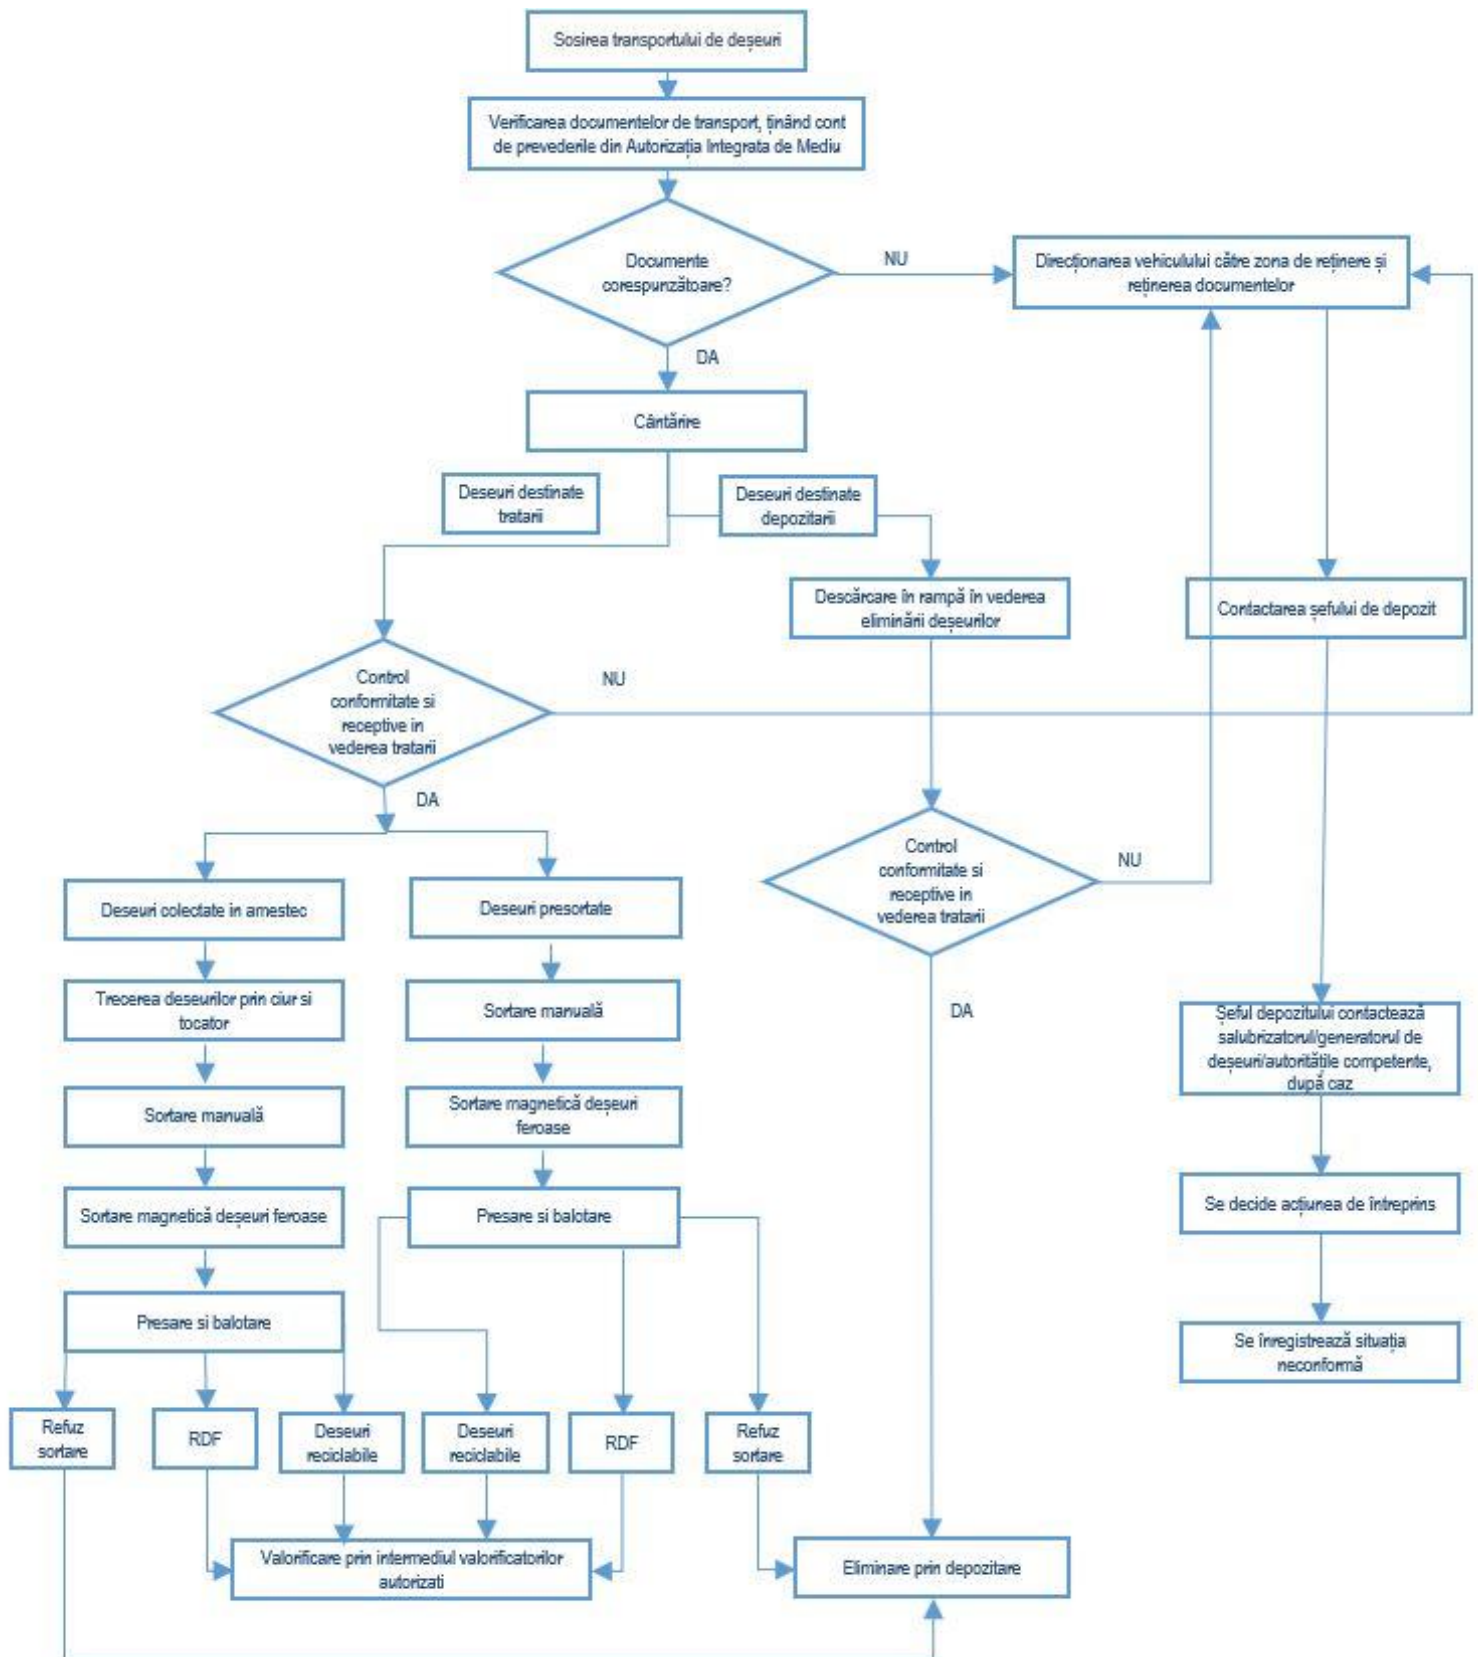 Sosirea transportului de deșeuri
Verificarea documentelor de transport, ținând cont
de prevederile din Autorizația Integrata de Mediu
Documente
corespunzătoare?
NU
Direcționarea vehiculului către zona de reținere și
reținerea documentelor
DA
Cântărire
Deseuri destinate
tratarii
Deseuri destinate
depozitarii
Descărcare în rampă în vederea
eliminării deșeurilor
Contactarea șefului de depozit
Control
conformitate si
receptive in
vederea tratarii
NU
DA
Control
conformitate si
receptive in
vederea tratarii
NU
DA
Deseuri colectate in amestec
Deseuri presortate
Trecerea deseurilor prin ciur si
tocator
Sortare manuală
Șeful depozitului contactează
salubrizatorul/generatorul de
deșeuri/autoritățile competente,
după caz
Sortare manuală
Sortare magnetică deșeuri
feroase
Sortare magnetică deșeuri feroase
Presare si balotare
Se decide acțiunea de întreprins
Presare si balotare
Se înregistrează situația
neconformă
Refuz
sortare
RDF
Deseuri
reciclabile
Deseuri
reciclabile
RDF
Refuz
sortare
Valorificare prin intermediul valorificatorilor
autorizati
Eliminare prin depozitare